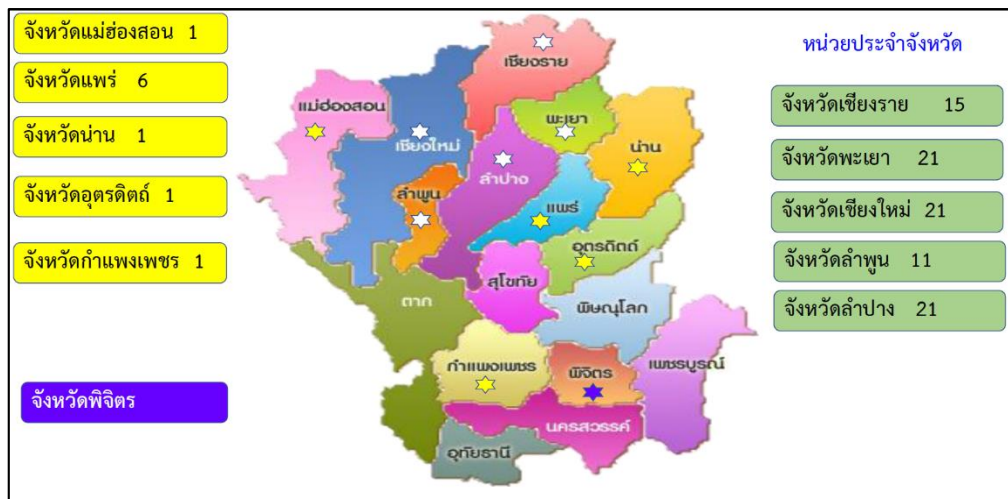 จังหวัดแม่ฮ่องสอน 1
จังหวัดแพร่ 6
จังหวัดน่าน 1
จังหวัดอุตรดิตถ์ 1
จังหวัดกำแพงเพชร 1
จังหวัดพิจิตร
เชียงราย
แม่ฮ่องสอน
พะเยา
เชียงใหม่
น่าน
ลำปาง
ลำพูน
แพร่
อุตรดิตถ์
สุโขทัย
ตาก
พิษณุโลก
กำแพงเพชร
พิจิตร
เพชรบูรณ์
นครสวรรค์
อุทัยธานี
หน่วยประจำจังหวัด
จังหวัดเชียงราย 15
จังหวัดพะเยา 21
จังหวัดเชียงใหม่ 21
จังหวัดลำพูน 11
จังหวัดลำปาง 21